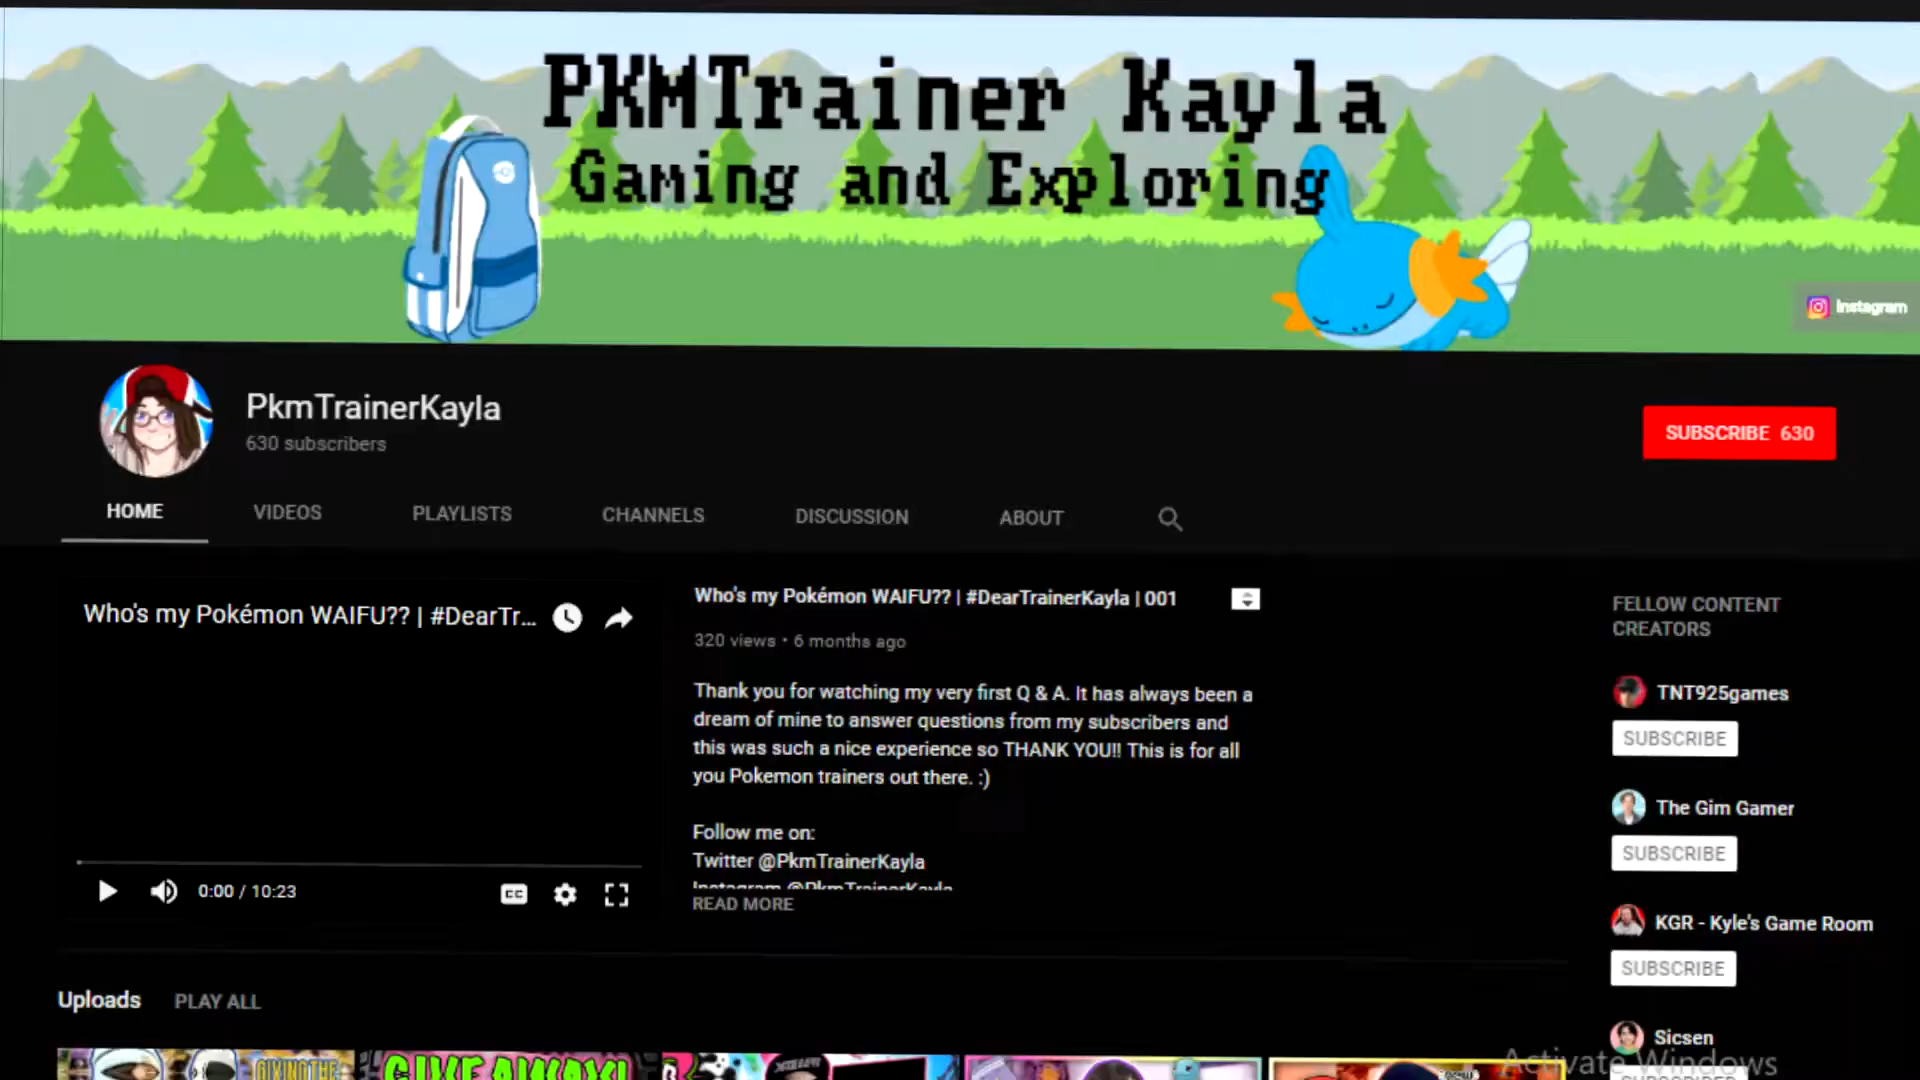 PKMTrainer Kayla
Gaming and Exploring
Instagram
PkmTrainerKayla
630 subscribers
SUBSCRIBE 630
HOME VIDEOS PLAYLISTS CHANNELS DISCUSSION ABOUT
Who's my Pokémon WAIFU?? | #DearTr...
0:00 / 10:23
CC
Who's my Pokémon WAIFU?? | #DearTrainerKayla | 001
320 views • 6 months ago
Thank you for watching my very first Q & A. It has always been a
dream of mine to answer questions from my subscribers and
this was such a nice experience so THANK YOU!! This is for all
you Pokemon trainers out there. :)
Follow me on:
Twitter @PkmTrainerKayla
Instagram @PkmTrainerKayla
READ MORE
FELLOW CONTENT
CREATORS
TNT925games
SUBSCRIBE
The Gim Gamer
SUBSCRIBE
KGR - Kyle's Game Room
SUBSCRIBE
Sicsen
SUBSCRIBED
Activate Windows
Uploads PLAY ALL
GIVEAWAY!